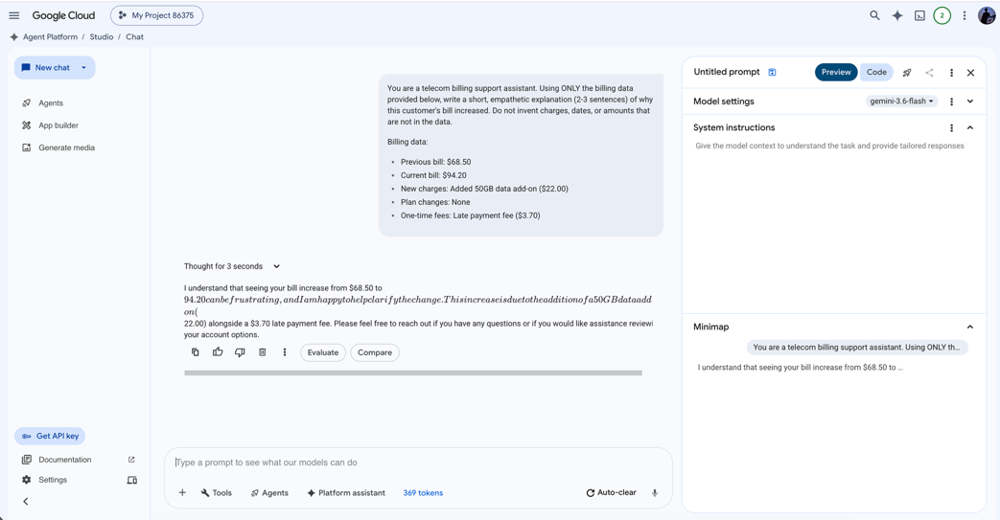 Google Cloud
My Project 86375
2
Agent Platform / Studio / Chat
New chat
Agents
App builder
Generate media
You are a telecom billing support assistant. Using ONLY the billing data
provided below, write a short, empathetic explanation (2-3 sentences) of why
this customer's bill increased. Do not invent charges, dates, or amounts that
are not in the data.
Billing data:
• Previous bill: $68.50
• Current bill: $94.20
• New charges: Added 50GB data add-on ($22.00)
• Plan changes: None
• One-time fees: Late payment fee ($3.70)
Thought for 3 seconds
I understand that seeing your bill increase from $68.50 to
94.20canbefrustrating,andIamhappytohelpclarifythechange.Thisincreaseisduetotheadditionofa50GBdataadd
on(
22.00) alongside a $3.70 late payment fee. Please feel free to reach out if you have any questions or if you would like assistance reviewi
your account options.
Evaluate
Compare
Get API key
Documentation
Settings
Type a prompt to see what our models can do
Tools
Agents
Platform assistant
369 tokens
Auto-clear
Untitled prompt
Preview
Code
Model settings
gemini-3.6-flash
System instructions
Give the model context to understand the task and provide tailored responses
Minimap
You are a telecom billing support assistant. Using ONLY th...
I understand that seeing your bill increase from $68.50 to ...